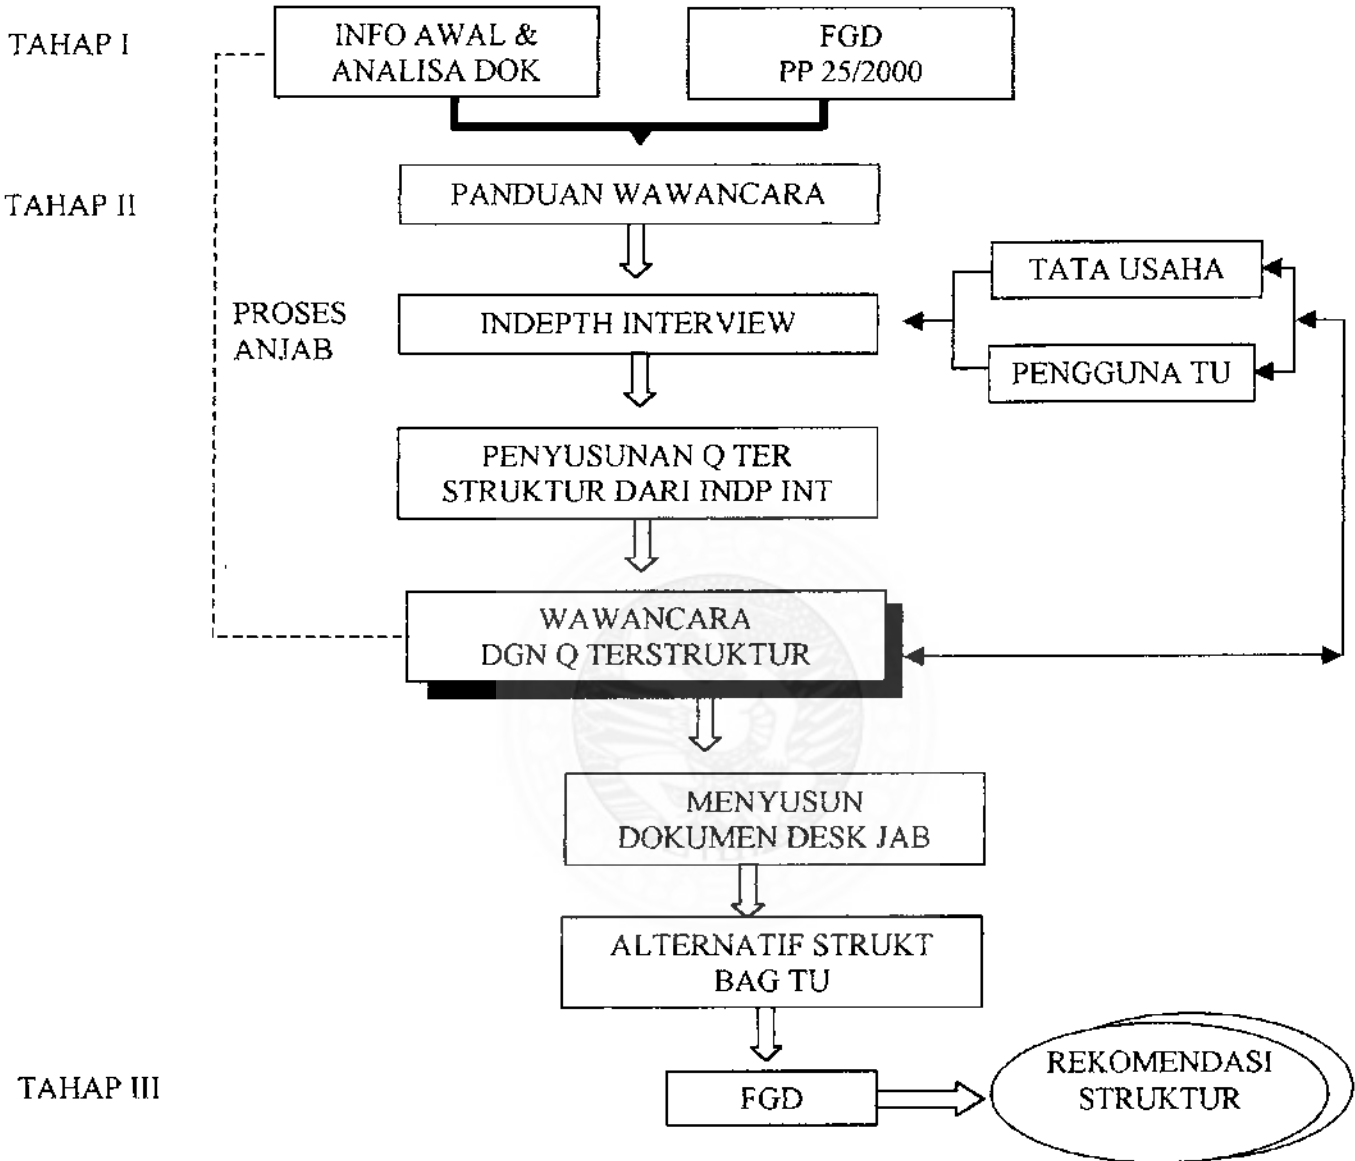 TAHAP I
INFO AWAL &
ANALISA DOK
FGD
PP 25/2000
TAHAP II
PANDUAN WAWANCARA
PROSES
ANJAB
INDEPTH INTERVIEW
TATA USAHA
PENGGUNA TU
PENYUSUNAN Q TER
STRUKTUR DARI INDP INT
WAWANCARA
DGN Q TERSTRUKTUR
MENYUSUN
DOKUMEN DESK JAB
ALTERNATIF STRUKT
BAG TU
TAHAP III
FGD
REKOMENDASI
STRUKTUR